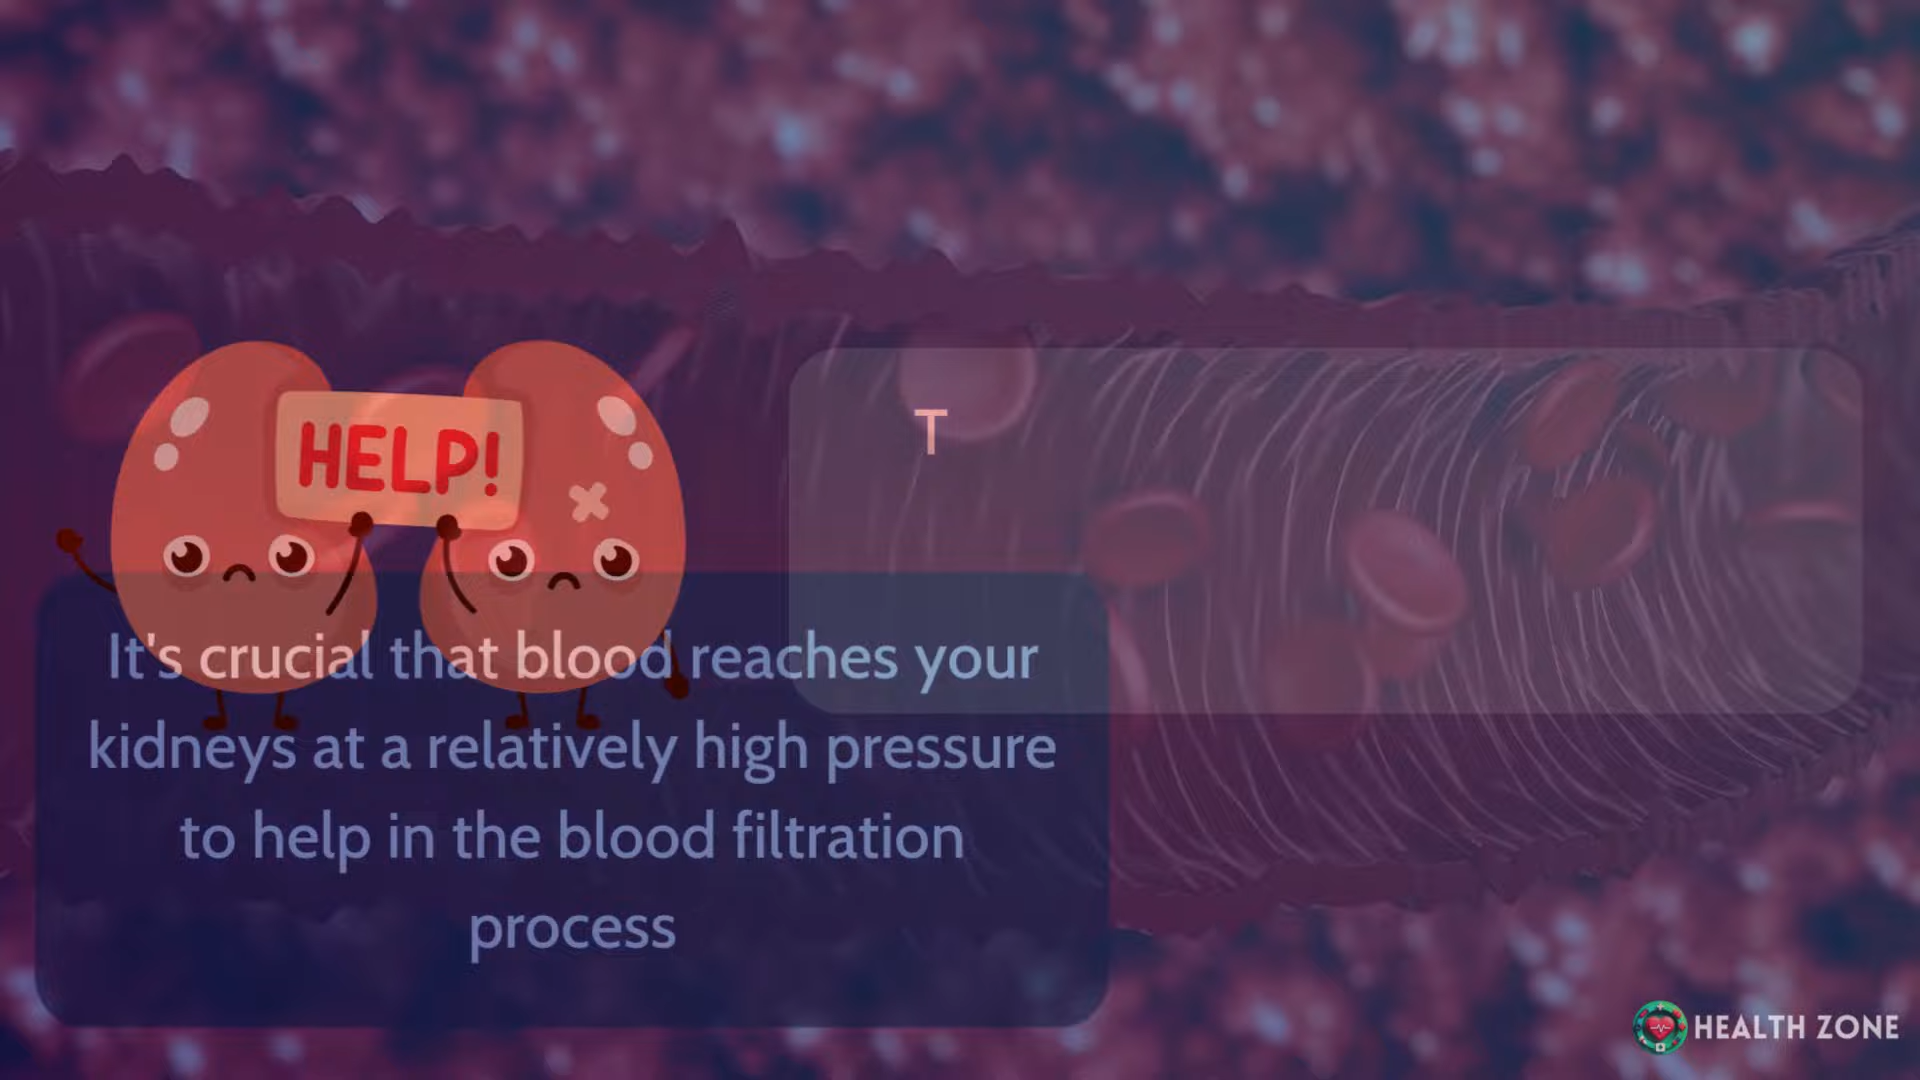 HELP!
T
It's crucial that blood reaches your
kidneys at a relatively high pressure
to help in the blood filtration
process
HEALTH ZONE